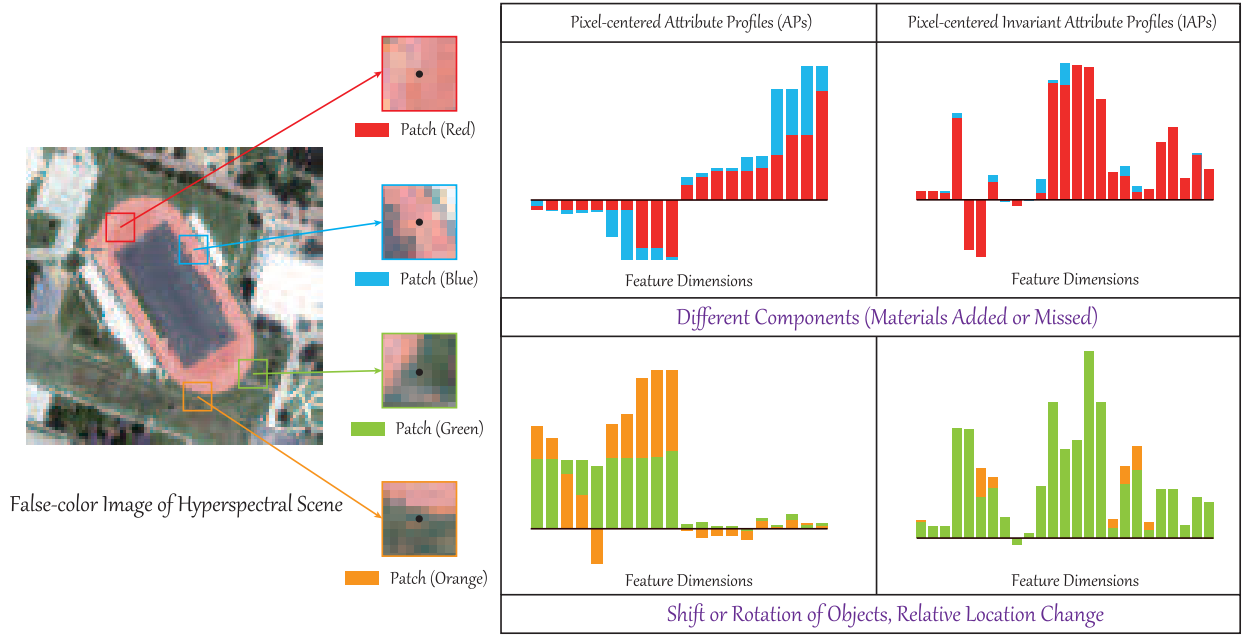 Pixel-centered Attribute Profiles (APs)
Pixel-centered Invariant Attribute Profiles (IAPs)
Patch (Red)
Patch (Blue)
Feature Dimensions
Feature Dimensions
Different Components (Materials Added or Missed)
Patch (Green)
False-color Image of Hyperspectral Scene
Patch (Orange)
Feature Dimensions
Feature Dimensions
Shift or Rotation of Objects, Relative Location Change